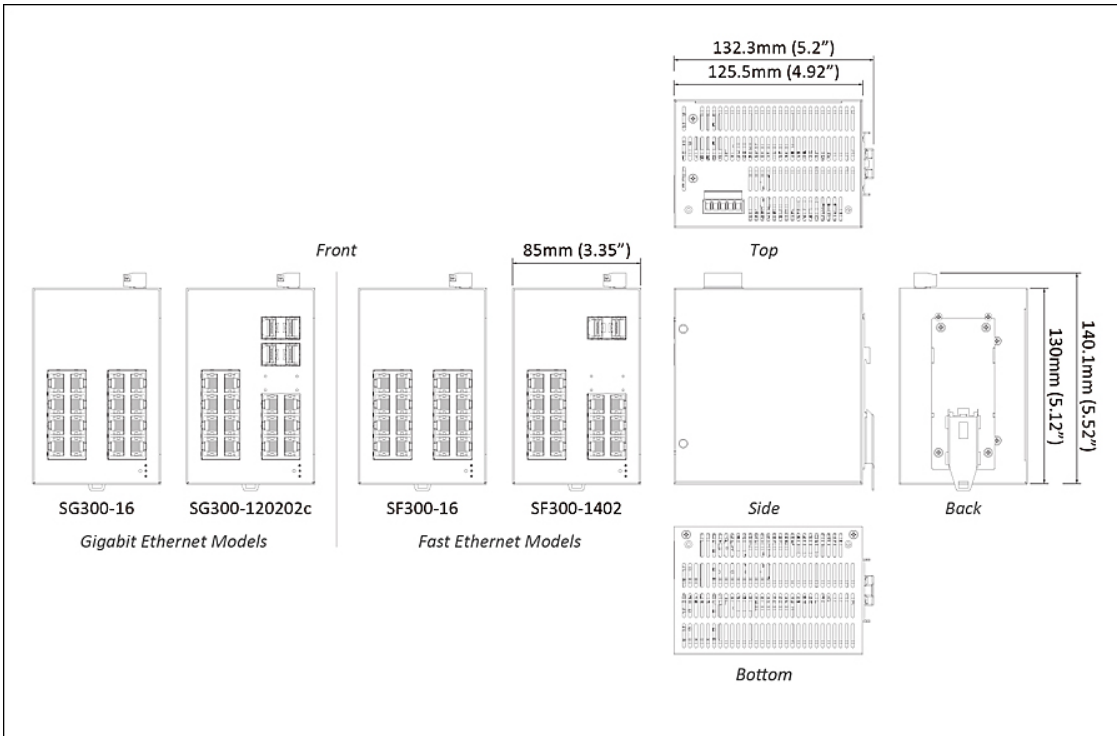 132.3mm (5.2”)
125.5mm (4.92”)
Front
85mm (3.35”)
Top
130mm (5.12”)
140.1mm (5.52”)
SG300-16
SG300-120202c
SF300-16
SF300-1402
Side
Back
Gigabit Ethernet Models
Fast Ethernet Models
Bottom